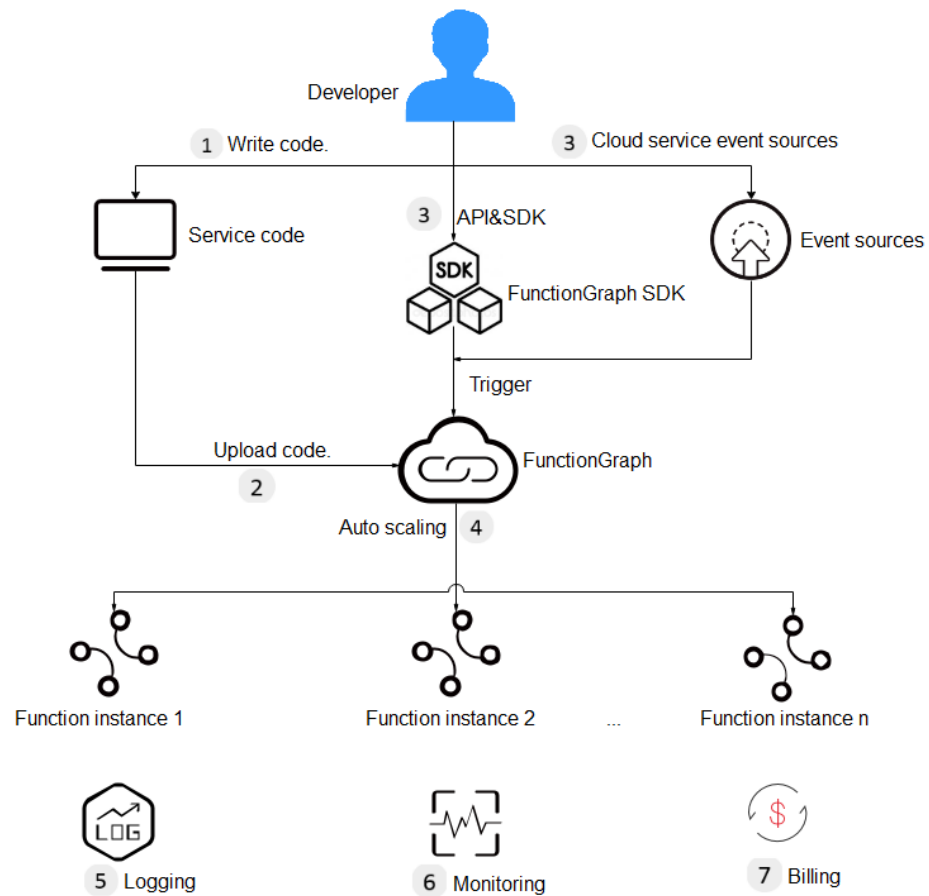 Developer
1 Write code.
3 Cloud service event sources
3 API&SDK
Service code
Event sources
SDK
FunctionGraph SDK
Trigger
Upload code.
2
FunctionGraph
Auto scaling 4
Function instance 1
Function instance 2
...
Function instance n
LOG
$
5 Logging
6 Monitoring
7 Billing